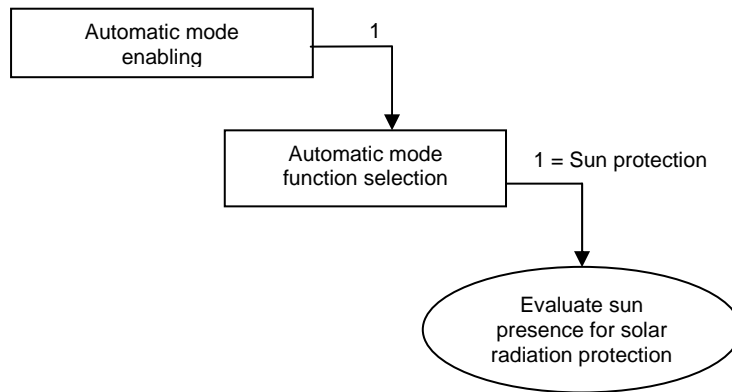 Automatic mode
enabling
1
Automatic mode
function selection
1 = Sun protection
Evaluate sun
presence for solar
radiation protection